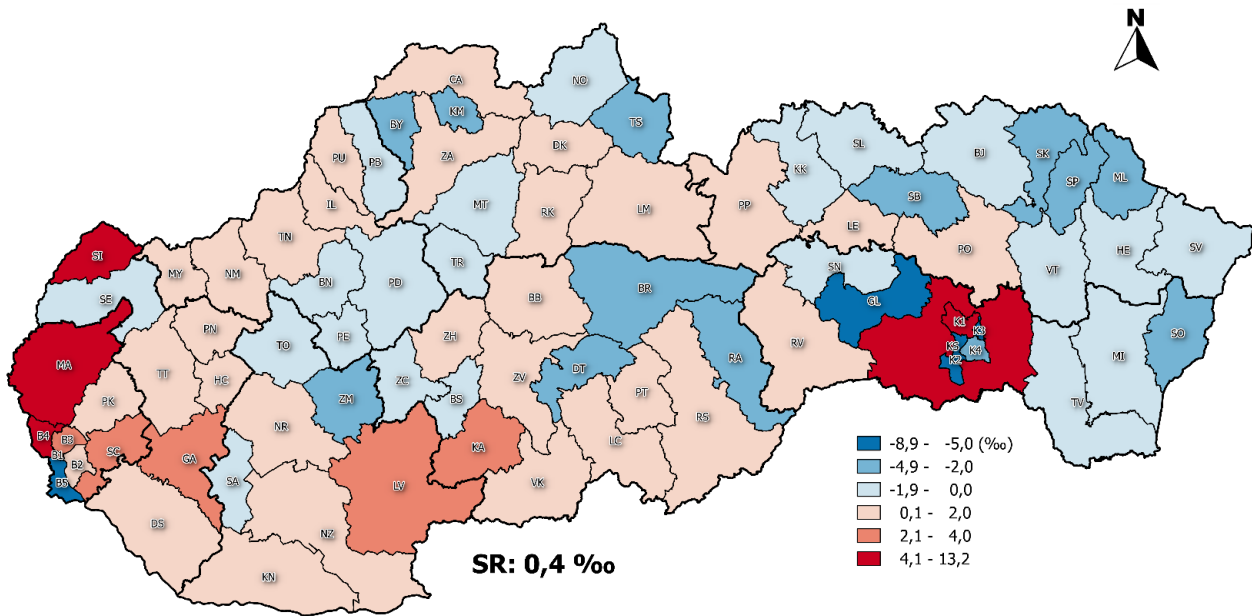 N
CA
NO
BY
KM
TS
PU
PB
ZA
DK
SL
BJ
SK
KK
SP
ML
IL
MT
RK
LM
PP
SB
LE
PO
TN
HE
SV
SI
MY
NM
BN
PD
TR
SN
VT
SE
BB
BR
GL
PN
TO
PE
ZH
RV
K1
K3
SO
MA
TT
HC
ZC
BS
ZV
DT
RA
K5
K2
K4
MI
PK
ZM
PT
TV
B4
B3
SC
NR
KA
LC
RS
B1
B2
GA
B5
SA
LV
VK
DS
NZ
KN
-8,9 - -5,0 (‰)
-4,9 - -2,0
-1,9 - 0,0
0,1 - 2,0
2,1 - 4,0
4,1 - 13,2
SR: 0,4 ‰